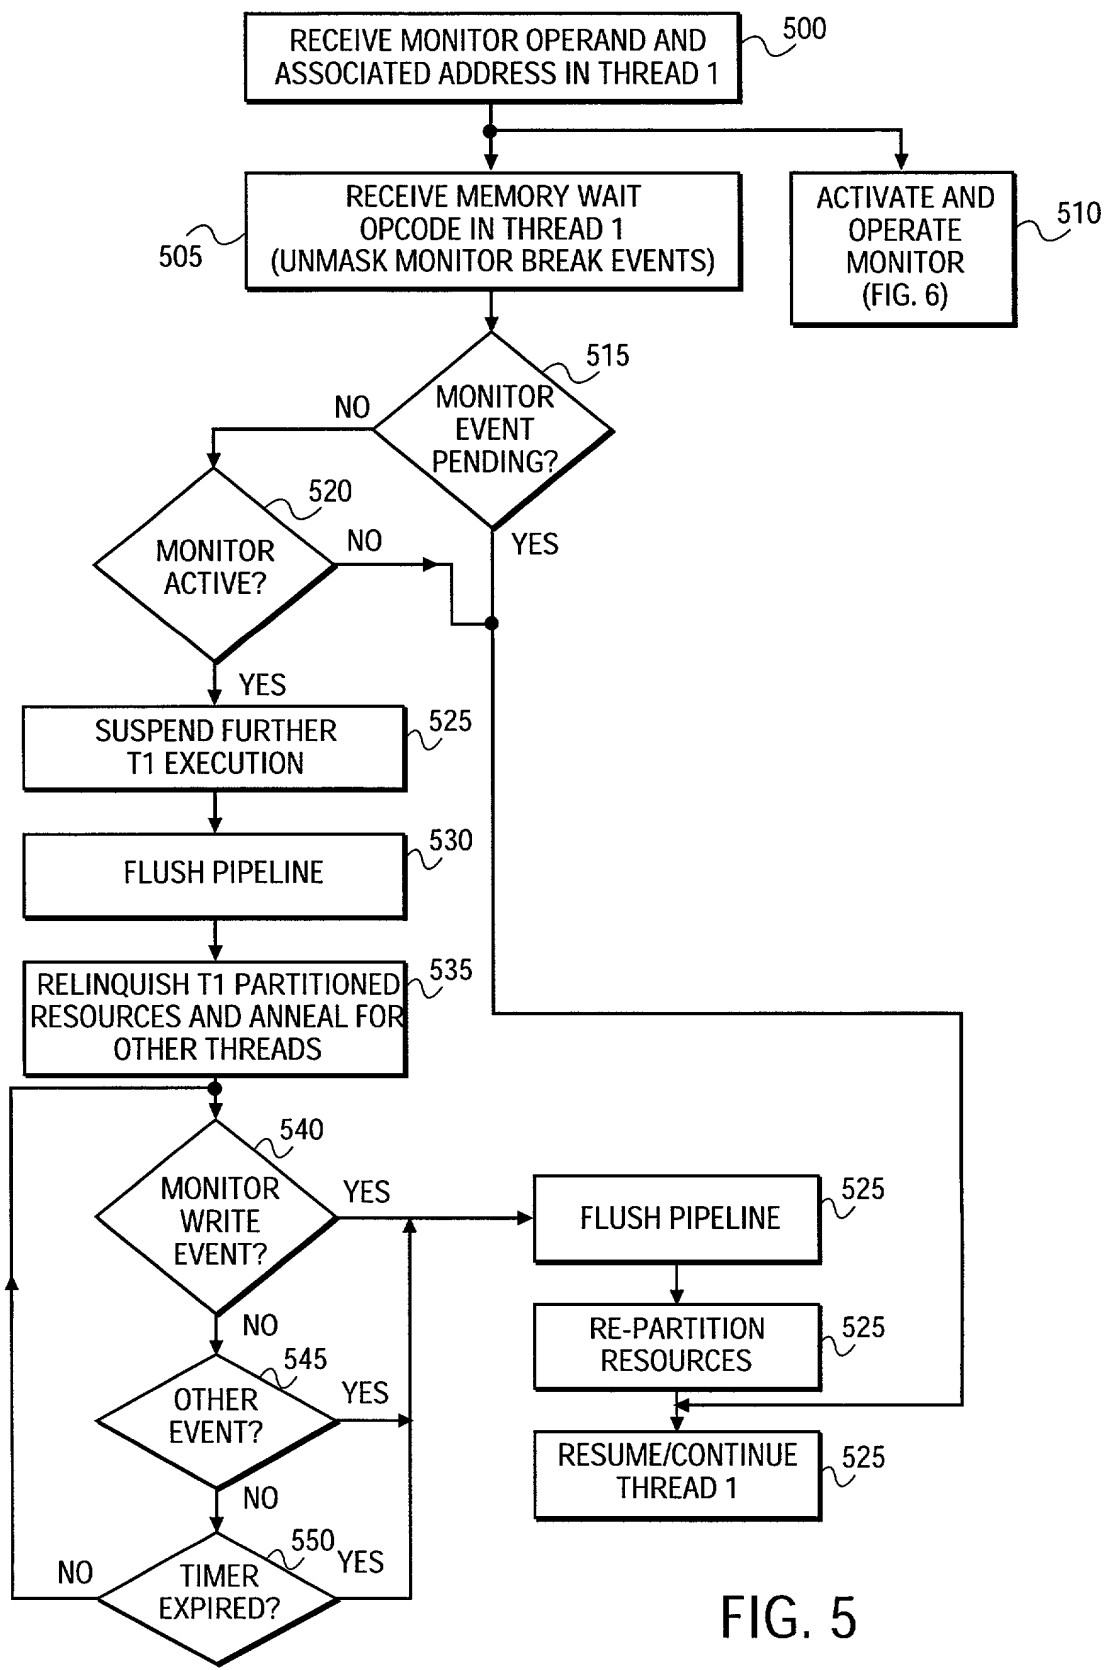 RECEIVE MONITOR OPERAND AND
ASSOCIATED ADDRESS IN THREAD 1
500
RECEIVE MEMORY WAIT
OPCODE IN THREAD 1
(UNMASK MONITOR BREAK EVENTS)
505
ACTIVATE AND
OPERATE
MONITOR
(FIG. 6)
510
MONITOR
EVENT
PENDING?
515
NO
YES
MONITOR
ACTIVE?
520
NO
YES
SUSPEND FURTHER
T1 EXECUTION
525
FLUSH PIPELINE
530
RELINQUISH T1 PARTITIONED
RESOURCES AND ANNEAL FOR
OTHER THREADS
535
MONITOR
WRITE
EVENT?
540
YES
NO
FLUSH PIPELINE
525
RE-PARTITION
RESOURCES
525
OTHER
EVENT?
545
YES
NO
RESUME/CONTINUE
THREAD 1
525
TIMER
EXPIRED?
550
YES
NO
FIG. 5